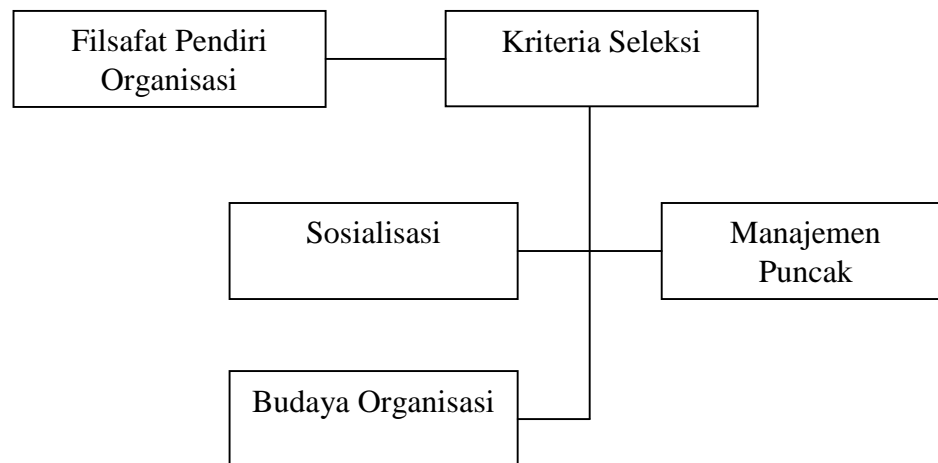 Filsafat Pendiri
Organisasi
Kriteria Seleksi
Sosialisasi
Manajemen
Puncak
Budaya Organisasi